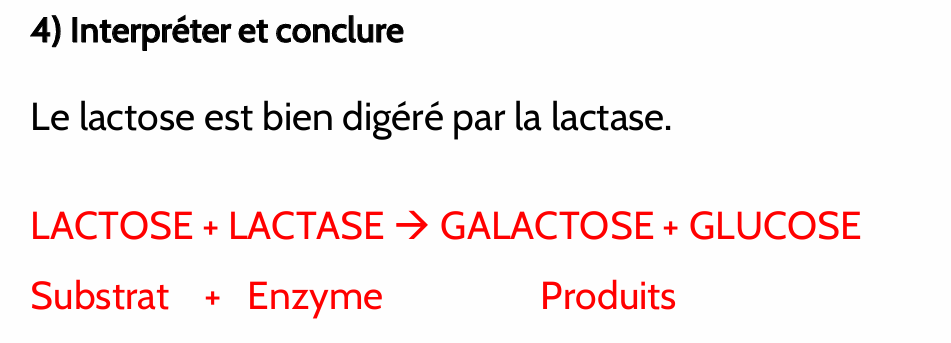 4) Interpréter et conclure
Le lactose est bien digéré par la lactase.
LACTOSE + LACTASE → GALACTOSE + GLUCOSE
Substrat + Enzyme Produits